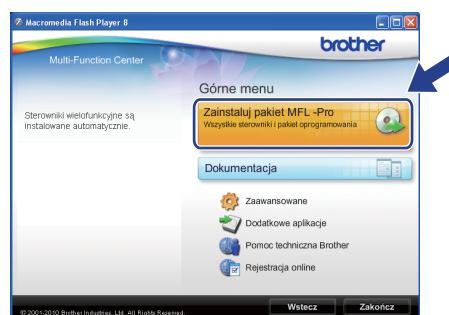 Macromedia Flash Player 8
brother
Multi-Function Center
Górne menu
Sterowniki wielofunkcyjne są
instalowane automatycznie.
Zainstaluj pakiet MFL -Pro
Wszystkie sterowniki i pakiet oprogramowania
Dokumentacja
Zaawansowane
Dodatkowe aplikacje
Pomoc techniczna Brother
Rejestracja online
© 2001-2010 Brother Industries, Ltd. All Rights Reserved.
Wstecz
Zakończ